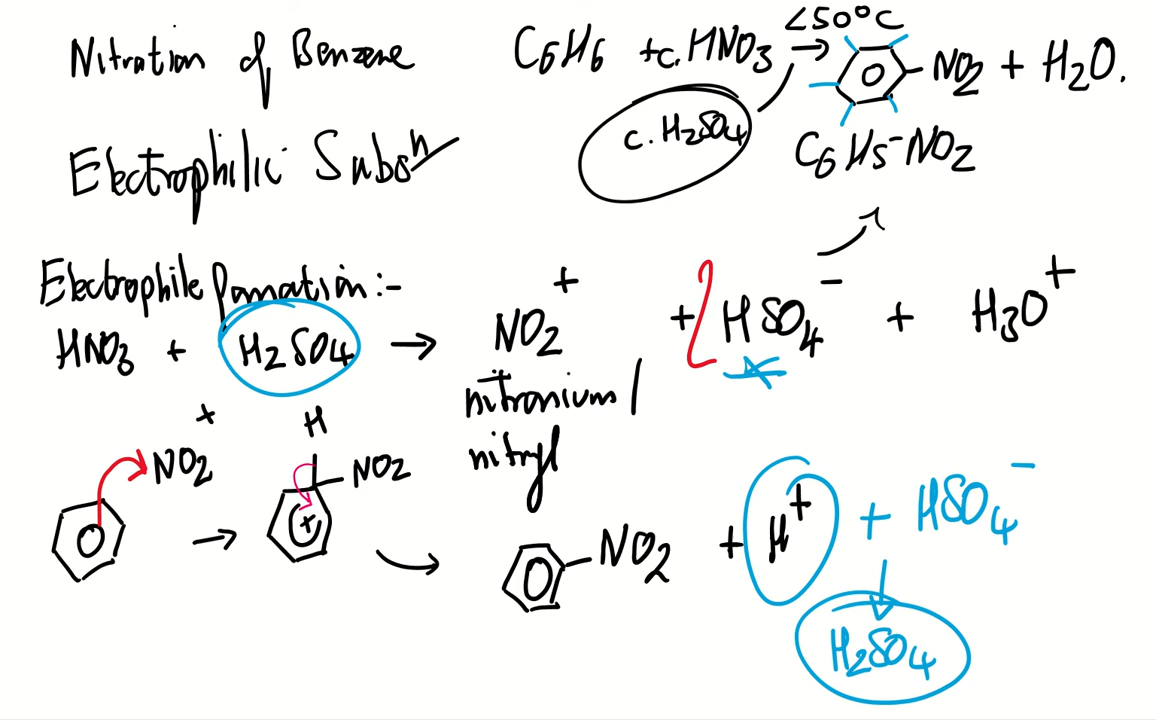 Nitration of Benzene
C6H6 + c. HNO3 → NO2 + H2O.
<50°C
c. H2SO4
C6H5-NO2
Electrophilic Subsⁿ
Electrophile formation:-
HNO3 + H2SO4 → NO2⁺ + HSO4⁻ + H3O⁺
nitronium/
nitryl
NO2⁺
→
H
NO2
+
NO2 + H⁺ + HSO4⁻
H2SO4